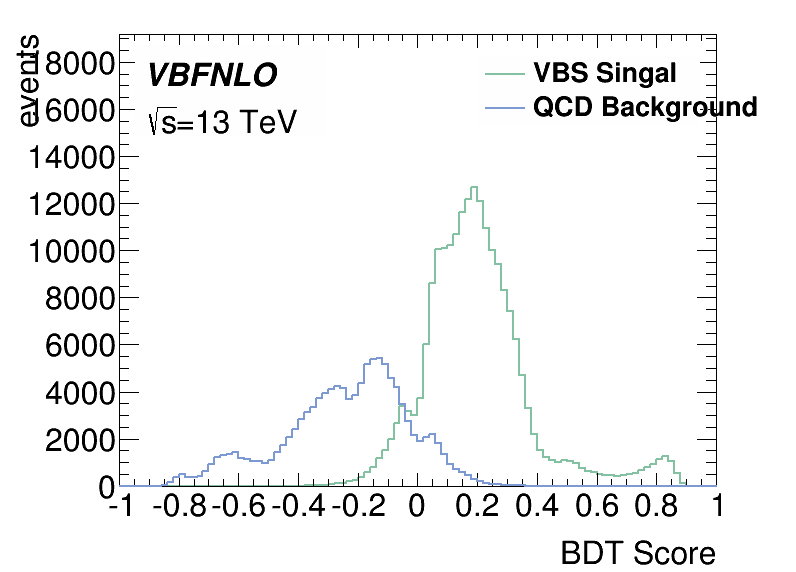 events
VBFNLO
√s=13 TeV
VBS Singal
QCD Background
18000
16000
14000
12000
10000
8000
6000
4000
2000
0
-1 -0.8 -0.6 -0.4 -0.2 0 0.2 0.4 0.6 0.8 1
BDT Score